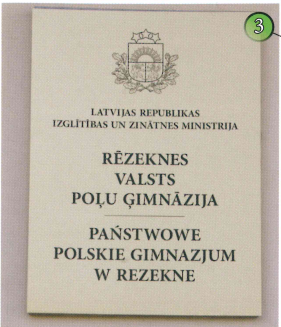 3
LATVIJAS REPUBLIKAS
IZGLĪTĪBAS UN ZINĀTNES MINISTRIJA
RĒZEKNES
VALSTS
POĻU ĢIMNĀZIJA
PAŃSTWOWE
POLSKIE GIMNAZJUM
W REZEKNE